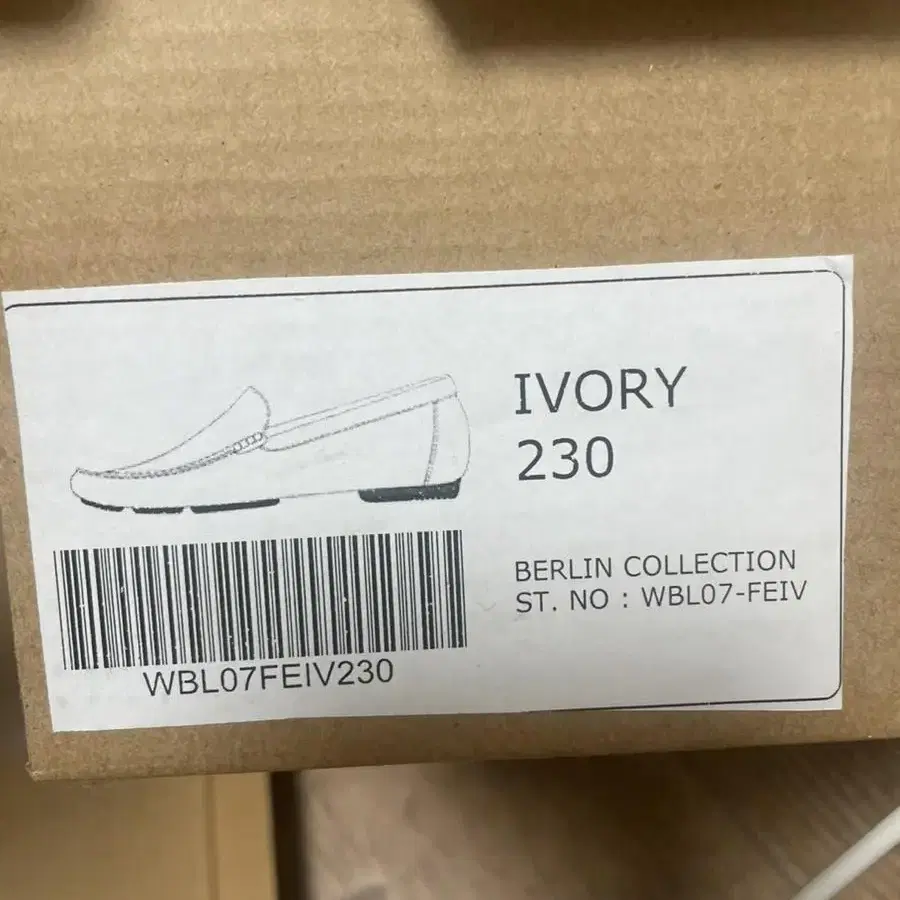 IVORY
230
BERLIN COLLECTION
ST. NO : WBL07-FEIV
WBL07FEIV230